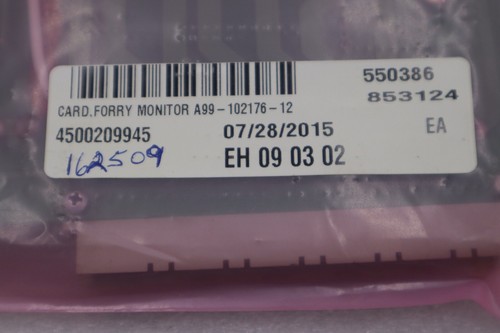 550386
853124
CARD.FORRY MONITOR A99-102176-12
4500209945 07/28/2015 EA
162509 EH 09 03 02